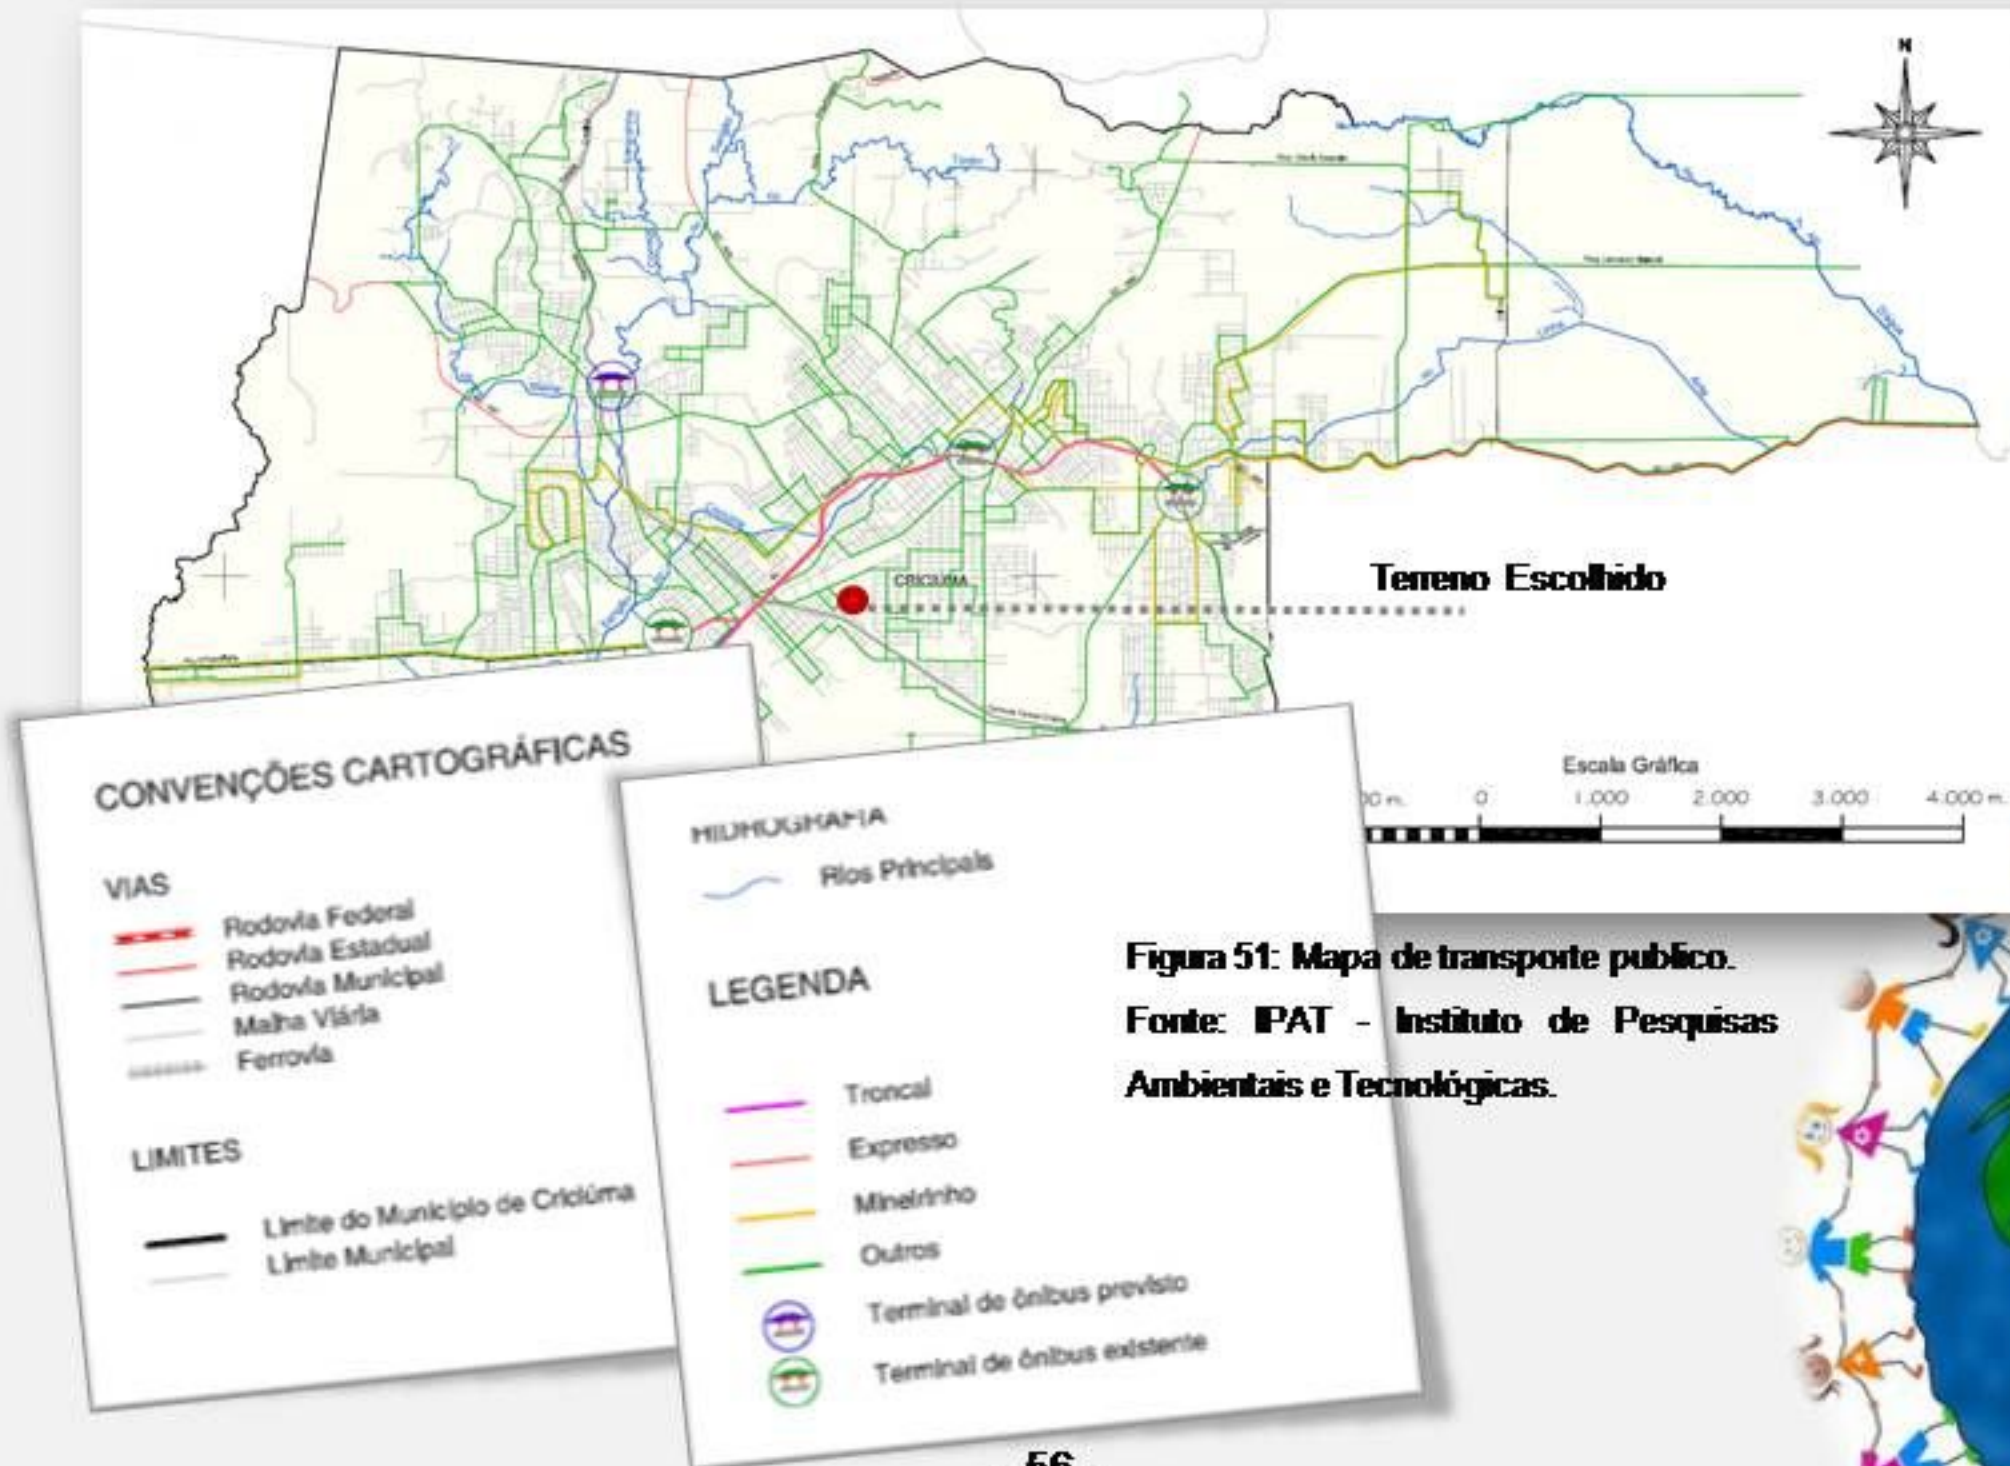 N
CRICIÚMA
Terreno Escolhido
Escala Gráfica
0 1.000 2.000 3.000 4.000 m.
CONVENÇÕES CARTOGRÁFICAS
VIAS
Rodovia Federal
Rodovia Estadual
Rodovia Municipal
Malha Viária
Ferrovia
LIMITES
Limite do Município de Criciúma
Limite Municipal
HIDROGRAFIA
Rios Principais
LEGENDA
Troncal
Expresso
Mineirinho
Outros
Terminal de ônibus previsto
Terminal de ônibus existente
Figura 51: Mapa de transporte publico.
Fonte: IPAT - Instituto de Pesquisas
Ambientais e Tecnológicas.
56